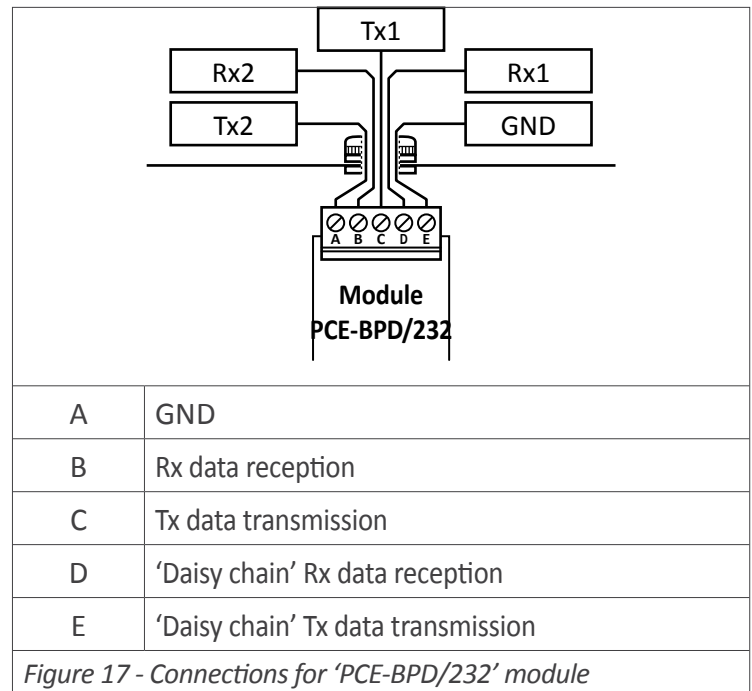 Tx1
Rx2 Rx1
Tx2 GND
A B C D E
Module
PCE-BPD/232
A GND
B Rx data reception
C Tx data transmission
D ‘Daisy chain’ Rx data reception
E ‘Daisy chain’ Tx data transmission
Figure 17 - Connections for ‘PCE-BPD/232’ module